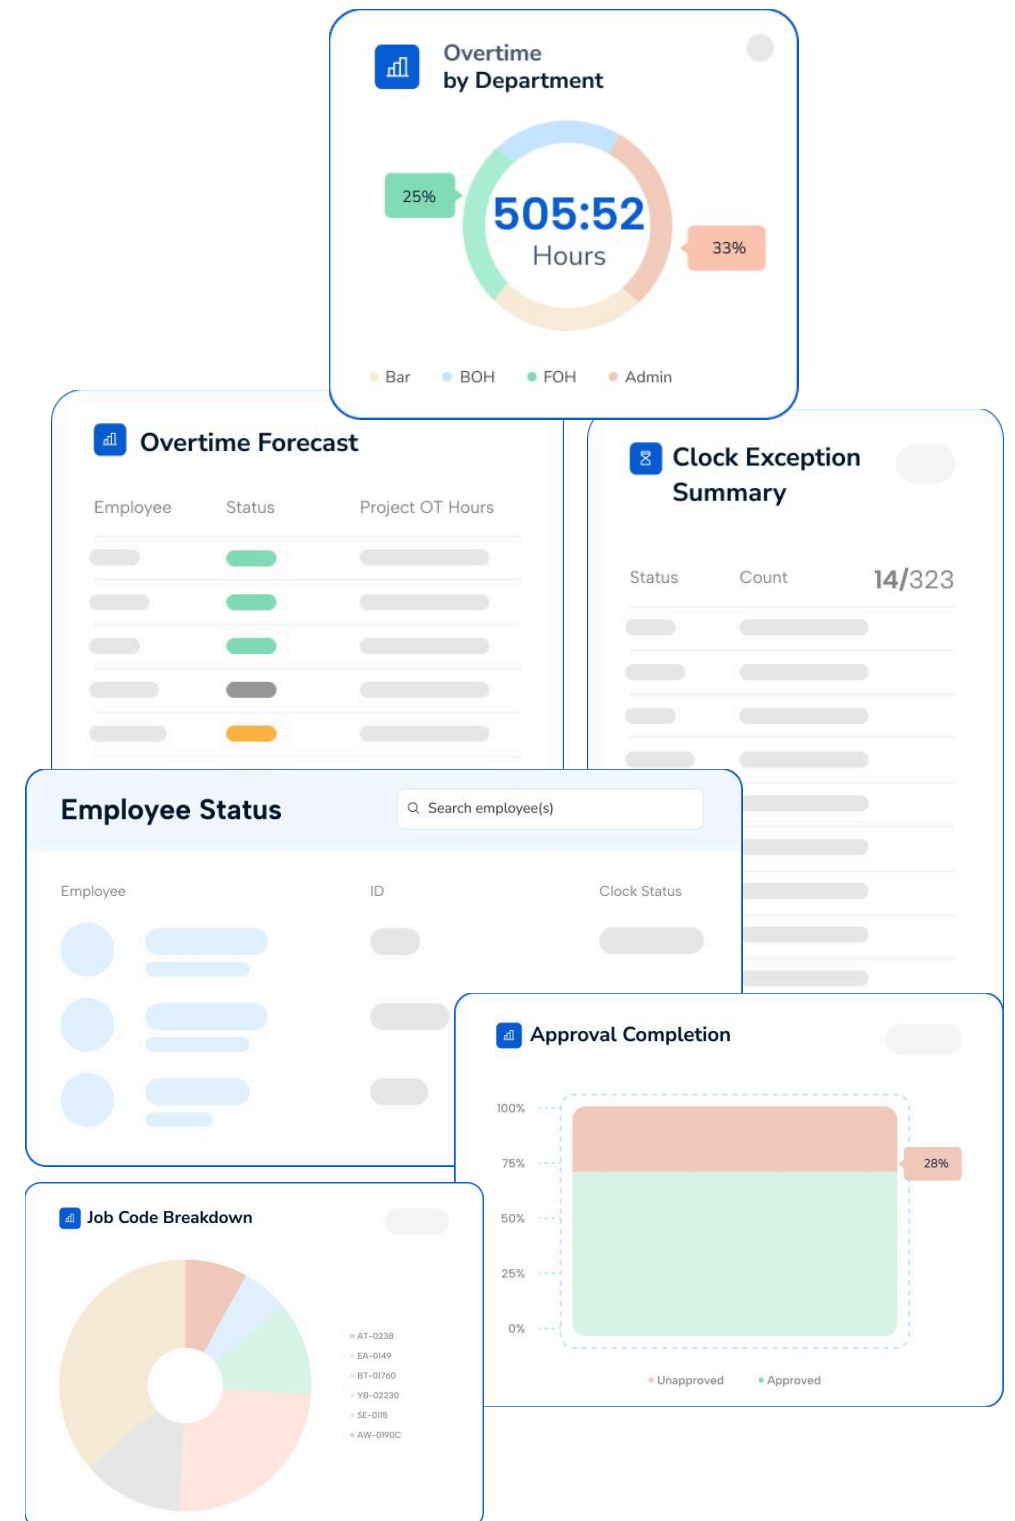 Overtime
by Department
25%
505:52
Hours
33%
Bar
BOH
FOH
Admin
Overtime Forecast
Employee
Status
Project OT Hours
Clock Exception
Summary
Status
Count
14/323
Employee Status
Search employee(s)
Employee
ID
Clock Status
Approval Completion
100%
75%
50%
25%
0%
28%
Unapproved
Approved
Job Code Breakdown
AT-0238
EA-0149
BT-01760
YB-02230
SE-0115
AW-0190C